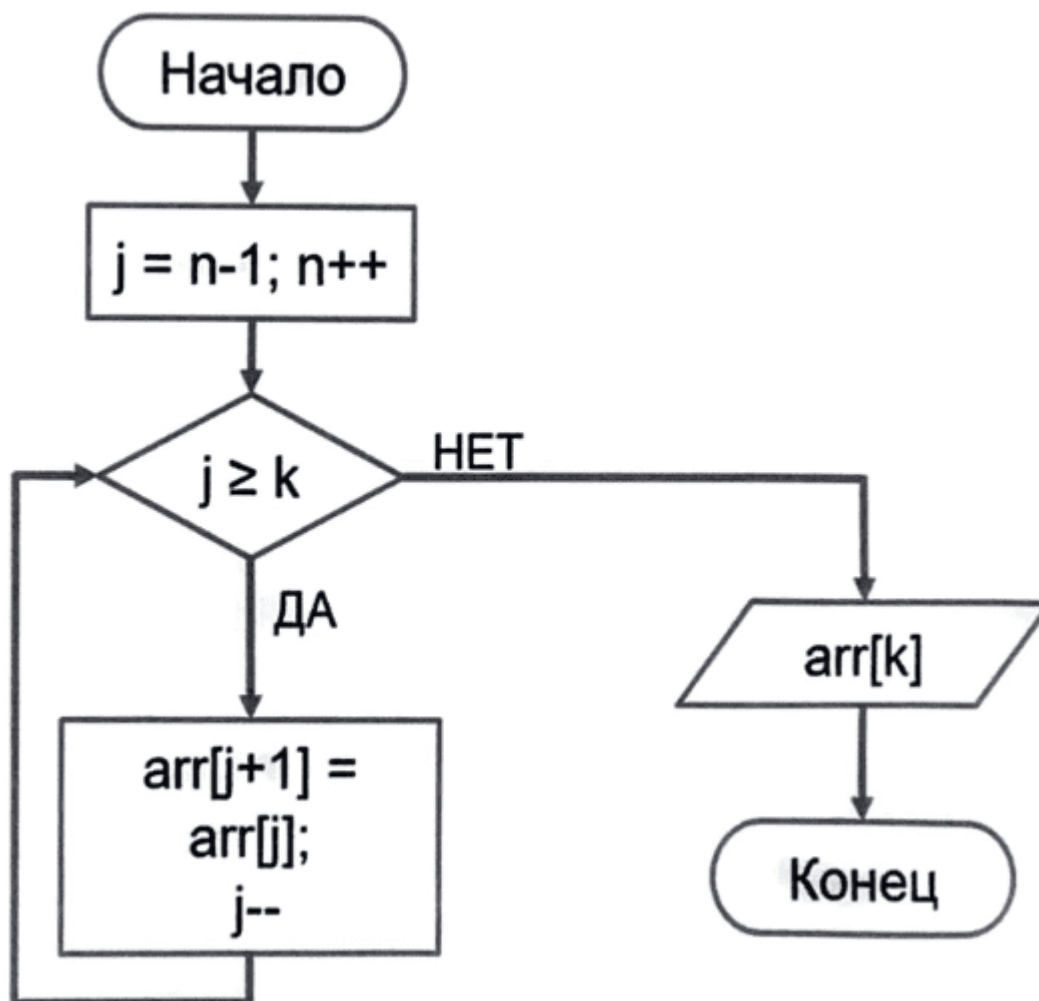 Начало
j = n-1; n++
j ≥ k
НЕТ
ДА
arr[j+1] =
arr[j];
j--
arr[k]
Конец